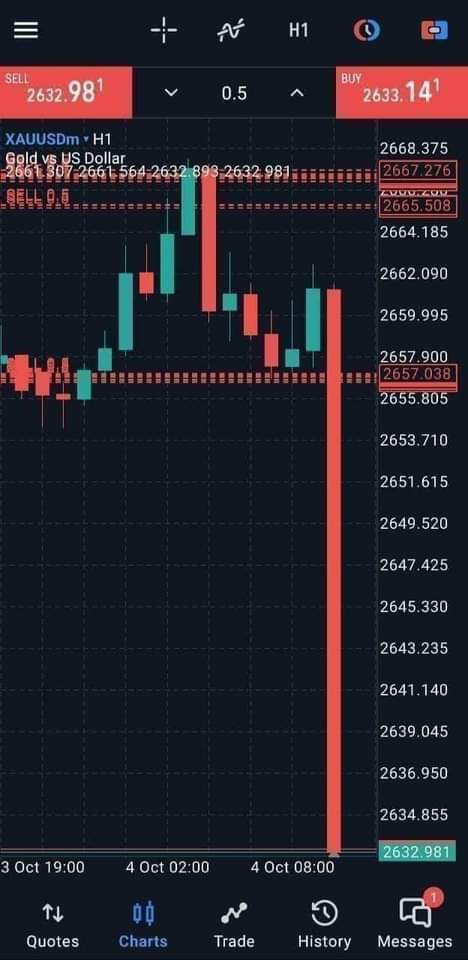 H1
SELL
2632.98¹
0.5
BUY
2633.14¹
XAUUSDm ▾ H1
Gold vs US Dollar
2661.307 2661.564 2632.893 2632.981
SELL 0.5
2668.375
2667.276
2665.508
2664.185
2662.090
2659.995
2657.900
2657.038
2655.805
2653.710
2651.615
2649.520
2647.425
2645.330
2643.235
2641.140
2639.045
2636.950
2634.855
2632.981
3 Oct 19:00
4 Oct 02:00
4 Oct 08:00
1
Quotes
Charts
Trade
History
Messages